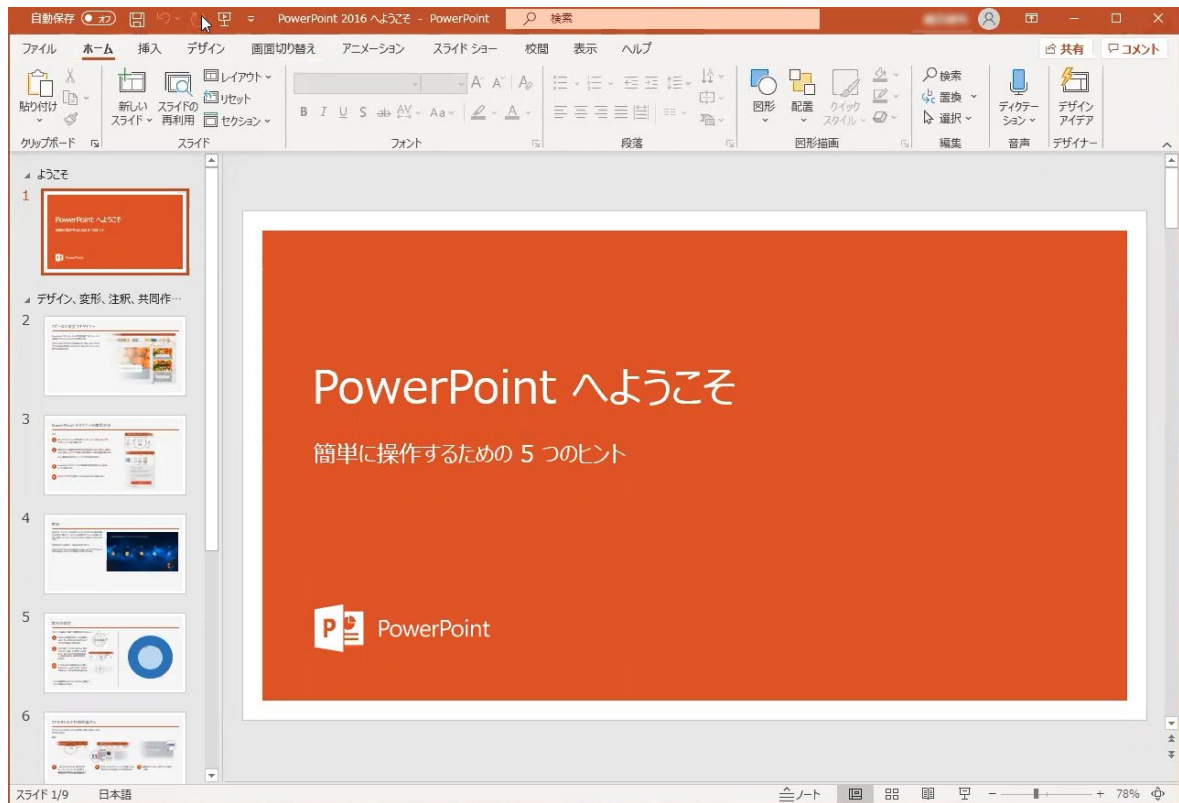 自動保存 オフ PowerPoint 2016 へようこそ - PowerPoint 検索
ファイル ホーム 挿入 デザイン 画面切り替え アニメーション スライド ショー 校閲 表示 ヘルプ 共有 コメント
貼り付け
新しい
スライド
スライドの
再利用
レイアウト
リセット
セクション
B I U S ab AV Aa A
A A A
図形
配置
クイック
スタイル
検索
置換
選択
ディクテー
ション
デザイン
アイデア
クリップボード スライド フォント 段落 図形描画 編集 音声 デザイナー
ようこそ
1
PowerPoint へようこそ
PowerPoint
デザイン、変形、注釈、共同作…
2
3
4
5
6
PowerPoint へようこそ
簡単に操作するための 5 つのヒント
P PowerPoint
スライド 1/9 日本語 ノート 78%